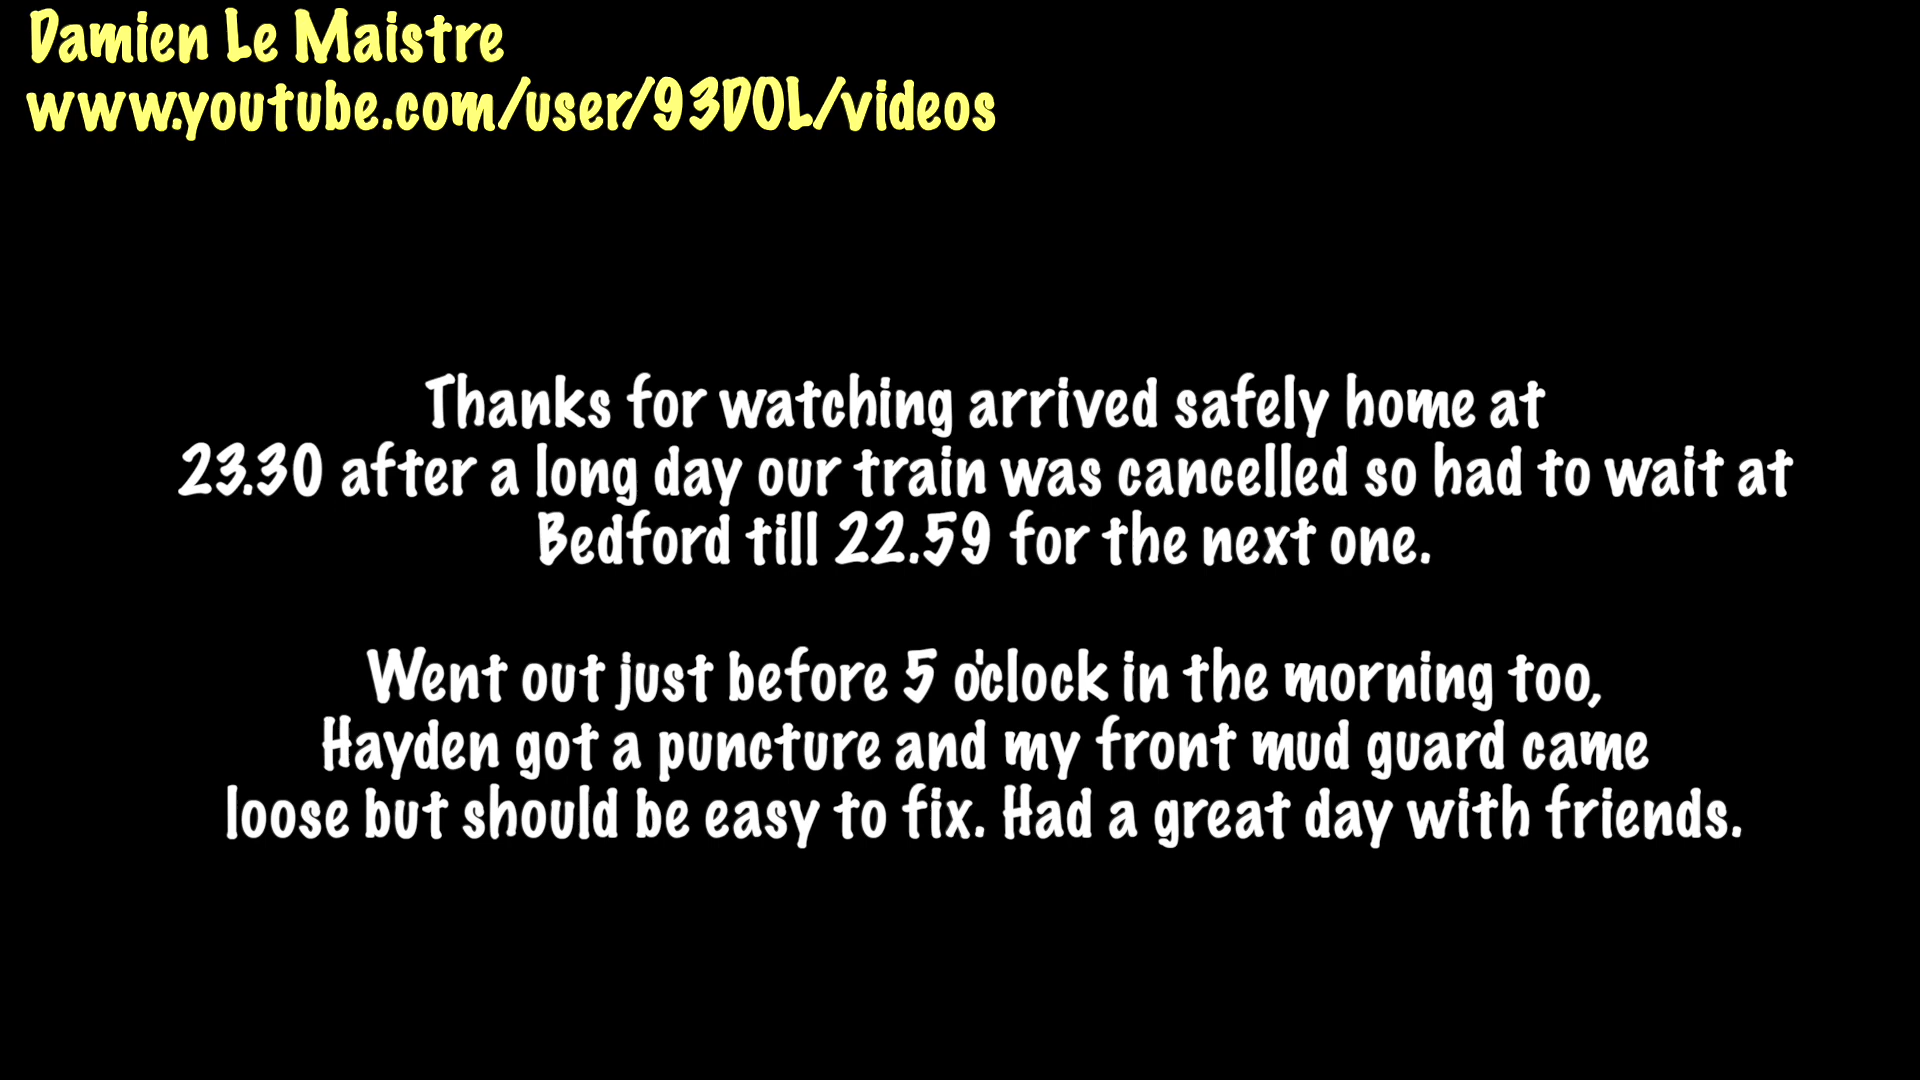 Damien Le Maistre
www.youtube.com/user/93DOL/videos
Thanks for watching arrived safely home at
23.30 after a long day our train was cancelled so had to wait at
Bedford till 22.59 for the next one.
Went out just before 5 o'clock in the morning too,
Hayden got a puncture and my front mud guard came
loose but should be easy to fix. Had a great day with friends.